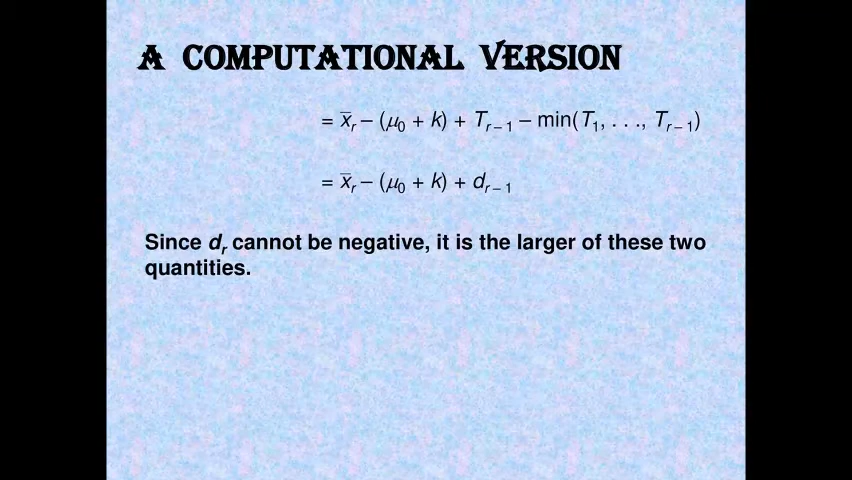 A COMPUTATIONAL VERSION
= x̅ᵣ – (μ₀ + k) + Tᵣ₋₁ – min(T₁, . . ., Tᵣ₋₁)
= x̅ᵣ – (μ₀ + k) + dᵣ₋₁
Since dᵣ cannot be negative, it is the larger of these two
quantities.